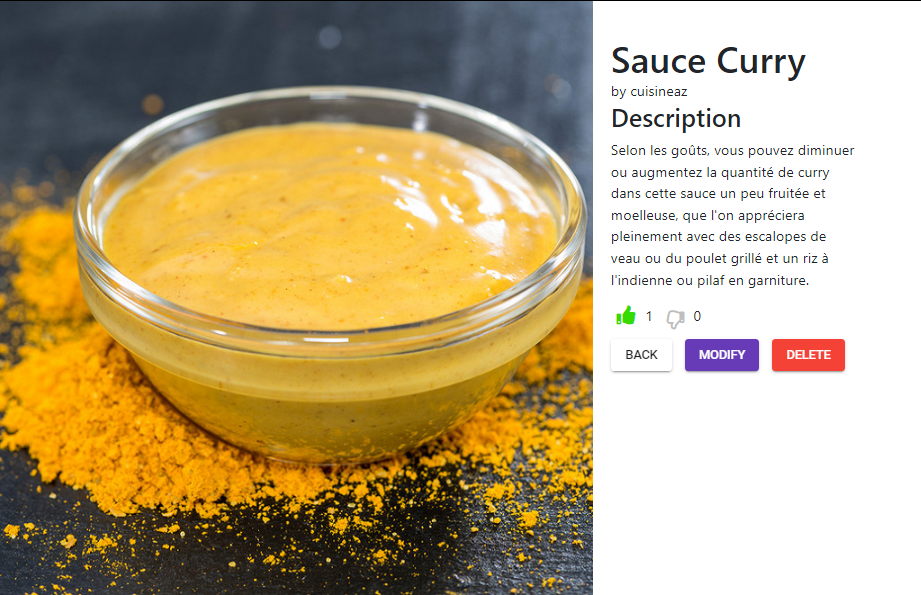 Sauce Curry
by cuisineaz
Description
Selon les goûts, vous pouvez diminuer
ou augmentez la quantité de curry
dans cette sauce un peu fruitée et
moelleuse, que l'on appréciera
pleinement avec des escalopes de
veau ou du poulet grillé et un riz à
l'indienne ou pilaf en garniture.
1 0
BACK MODIFY DELETE